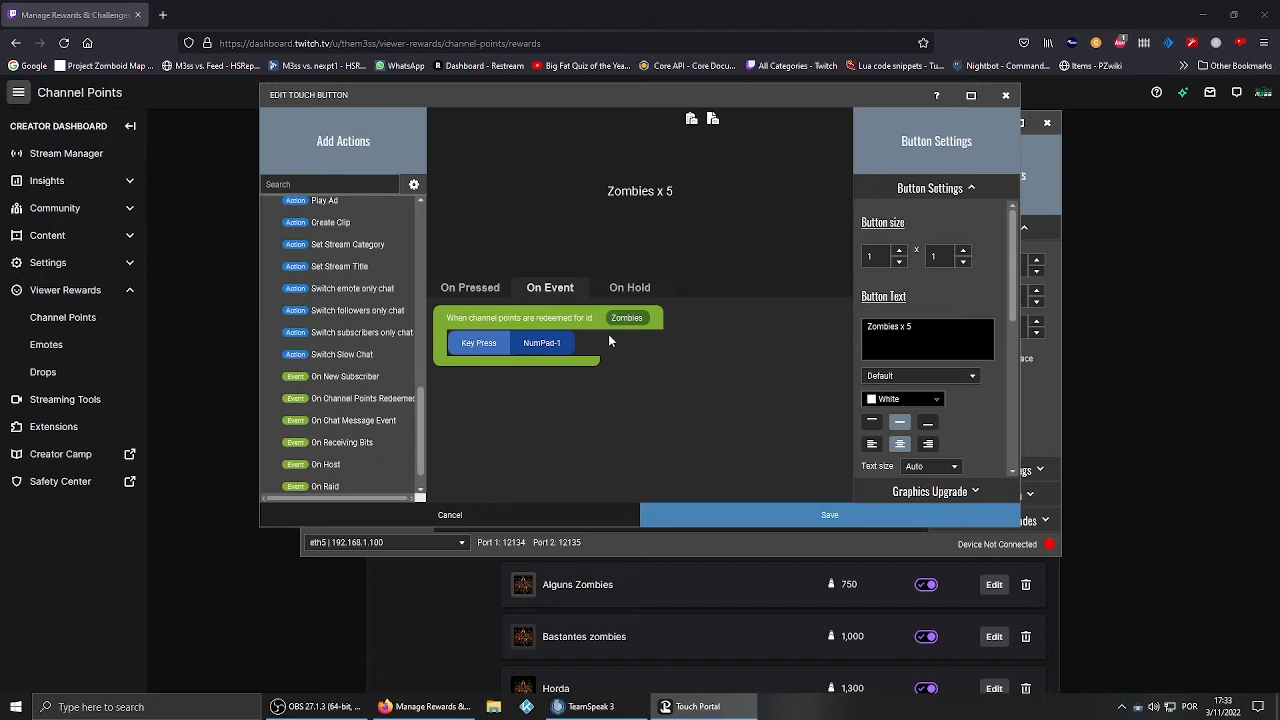 Manage Rewards & Challenges
https://dashboard.twitch.tv/u/them3ss/viewer-rewards/channel-points/rewards
Google
Project Zomboid Map ...
M3ss vs. Feed - HSRep...
M3ss vs. nexpt1 - HSRe...
WhatsApp
Dashboard - Restream
Big Fat Quiz of the Ye...
Core API - Core Docu...
All Categories - Twitch
Lua code snippets - Tu...
Nightbot - Command...
Items - PZwiki
Other Bookmarks
Channel Points
CREATOR DASHBOARD
Stream Manager
Insights
Community
Content
Settings
Viewer Rewards
Channel Points
Emotes
Drops
Streaming Tools
Extensions
Creator Camp
Safety Center
EDIT TOUCH BUTTON
Add Actions
Search
Action Play Ad
Action Create Clip
Action Set Stream Category
Action Set Stream Title
Action Switch emote only chat
Action Switch followers only chat
Action Switch subscribers only chat
Action Switch Slow Chat
Event On New Subscriber
Event On Channel Points Redeemed
Event On Chat Message Event
Event On Receiving Bits
Event On Host
Event On Raid
Zombies x 5
On Pressed
On Event
On Hold
When channel points are redeemed for id Zombies
Key Press NumPad-1
Button Settings
Button Settings
Button size
1 x 1
Button Text
Zombies x 5
Default
White
Text size Auto
Graphics Upgrade
Cancel
Save
eth5 | 192.168.1.100
Port 1: 12134 Port 2: 12135
Device Not Connected
Alguns Zombies
750
Edit
Bastantes zombies
1,000
Edit
Horda
1,300
Edit
Type here to search
OBS 27.1.3 (64-bit, ...
Manage Rewards &...
TeamSpeak 3
Touch Portal
POR
17:33
3/11/2022